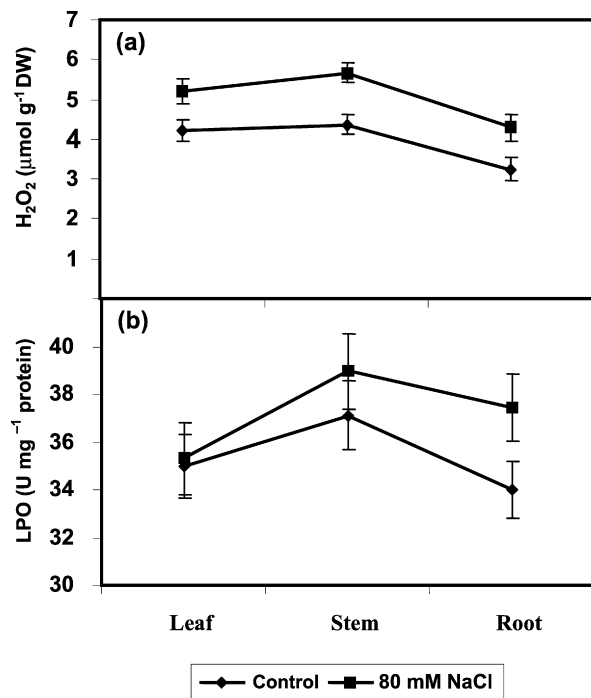 (a)
H₂O₂ (μmol g⁻¹ DW)
7
6
5
4
3
2
1
(b)
LPO (U mg⁻¹ protein)
40
38
36
34
32
30
Leaf Stem Root
Control 80 mM NaCl